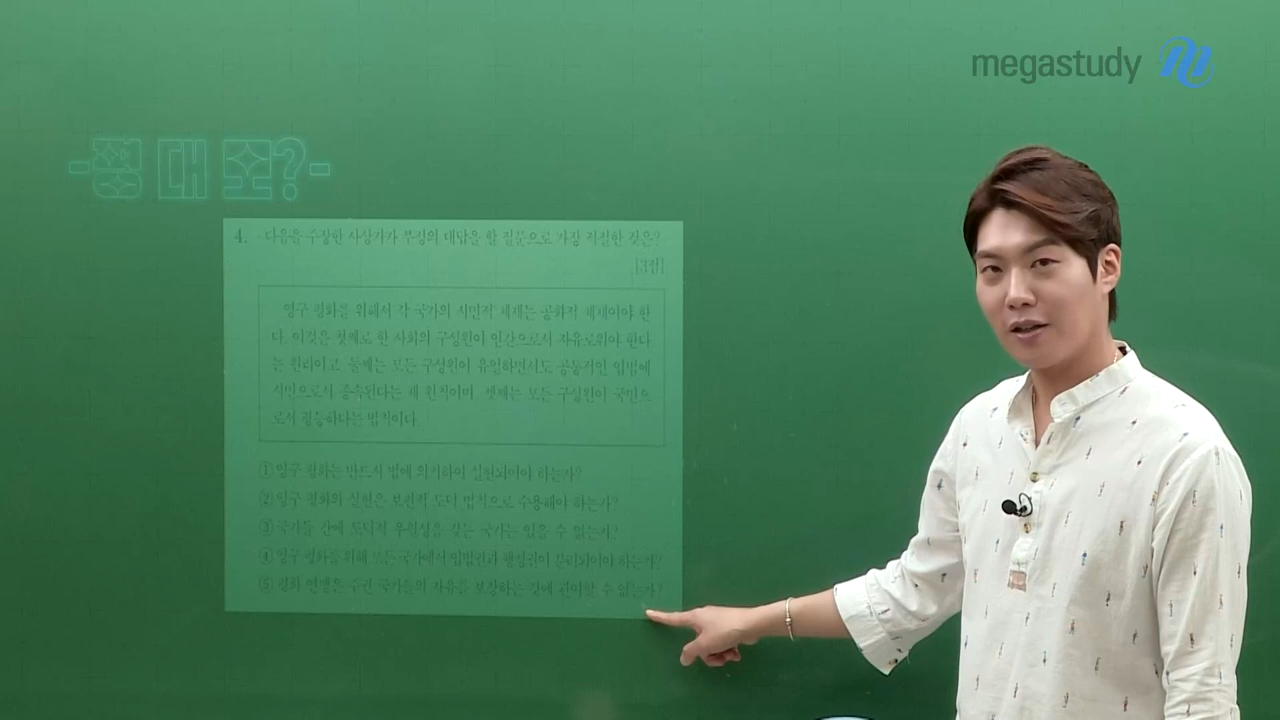 megastudy
-정 대 모?-
4. 다음을 주장한 사상가가 부정의 대답을 할 질문으로 가장 적절한 것은?
[3점]
영구 평화를 위해서 각 국가의 시민적 체제는 공화적 체제이어야 한
다. 이것은 첫째로 한 사회의 구성원이 인간으로서 자유로워야 한다
는 원리이고, 둘째는 모든 구성원이 유일하면서도 공통적인 입법에
시민으로서 종속된다는 제 원칙이며, 셋째는 모든 구성원이 국민으
로서 평등하다는 법칙이다.
① 영구 평화는 반드시 법에 의거하여 실현되어야 하는가?
② 영구 평화의 실현은 보편적 도덕 법칙으로 수용해야 하는가?
③ 국가들 간에 도덕적 우월성을 갖는 국가는 있을 수 없는가?
④ 영구 평화를 위해 모든 국가에서 입법권과 행정권이 분리되어야 하는가?
⑤ 평화 연맹은 주권 국가들의 자유를 보장하는 것에 관여할 수 없는가?